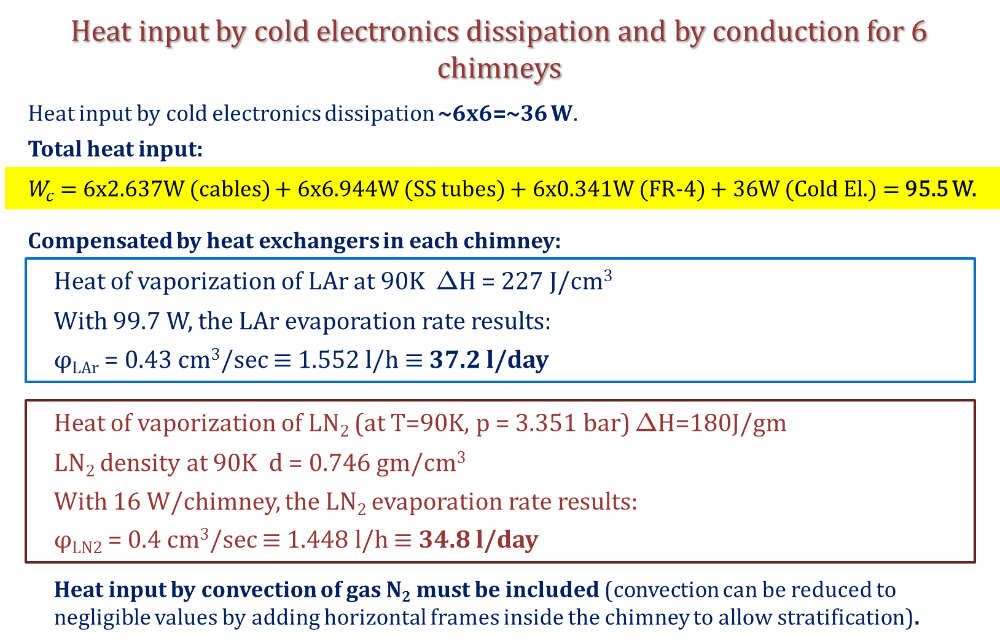 Heat input by cold electronics dissipation and by conduction for 6
chimneys
Heat input by cold electronics dissipation ~6x6=~36 W.
Total heat input:
W_c = 6x2.637W (cables) + 6x6.944W (SS tubes) + 6x0.341W (FR-4) + 36W (Cold El.) = 95.5 W.
Compensated by heat exchangers in each chimney:
Heat of vaporization of LAr at 90K ΔH = 227 J/cm³
With 99.7 W, the LAr evaporation rate results:
φ_LAr = 0.43 cm³/sec ≡ 1.552 l/h ≡ 37.2 l/day
Heat of vaporization of LN₂ (at T=90K, p = 3.351 bar) ΔH=180J/gm
LN₂ density at 90K d = 0.746 gm/cm³
With 16 W/chimney, the LN₂ evaporation rate results:
φ_LN2 = 0.4 cm³/sec ≡ 1.448 l/h ≡ 34.8 l/day
Heat input by convection of gas N₂ must be included (convection can be reduced to
negligible values by adding horizontal frames inside the chimney to allow stratification).